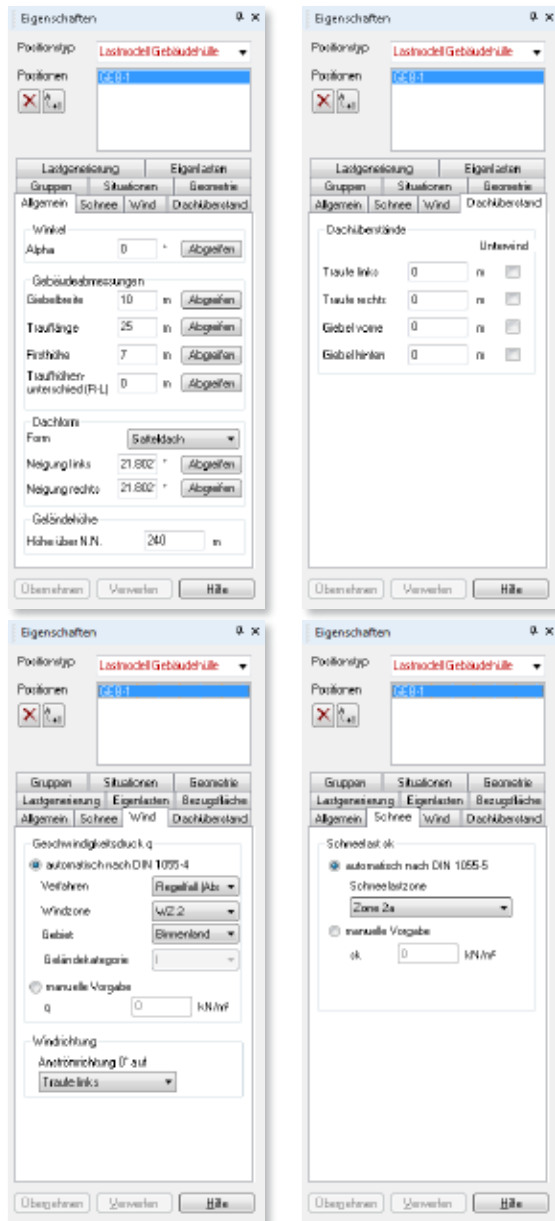 Eigenschaften
Positionstyp Lastmodell Gebäudehülle
Positionen GEB-1
Lastgenerierung Eigenlasten
Gruppen Situationen Geometrie
Allgemein Schnee Wind Dachüberstand
Winkel
Alpha 0 ° Abgreifen
Gebäudeabmessungen
Giebelbreite 10 m Abgreifen
Trauflänge 25 m Abgreifen
Firsthöhe 7 m Abgreifen
Traufhöhen-
unterschied (R-L) 0 m Abgreifen
Dachform
Form Satteldach
Neigung links 21.802 ° Abgreifen
Neigung rechts 21.802 ° Abgreifen
Geländehöhe
Höhe über N.N. 240 m
Übernehmen Verwerfen Hilfe
Eigenschaften
Positionstyp Lastmodell Gebäudehülle
Positionen GEB-1
Lastgenerierung Eigenlasten
Gruppen Situationen Geometrie
Allgemein Schnee Wind Dachüberstand
Dachüberstände
Unterwind
Traufe links 0 m
Traufe rechts 0 m
Giebel vorne 0 m
Giebel hinten 0 m
Übernehmen Verwerfen Hilfe
Eigenschaften
Positionstyp Lastmodell Gebäudehülle
Positionen GEB-1
Gruppen Situationen Geometrie
Lastgenerierung Eigenlasten Bezugsfläche
Allgemein Schnee Wind Dachüberstand
Geschwindigkeitsdruck q
automatisch nach DIN 1055-4
Verfahren Regelfall (Abs
Windzone WZ 2
Gebiet Binnenland
Geländekategorie I
manuelle Vorgabe
q 0 kN/m²
Windrichtung
Anströmrichtung 0° auf
Traufe links
Übernehmen Verwerfen Hilfe
Eigenschaften
Positionstyp Lastmodell Gebäudehülle
Positionen GEB-1
Gruppen Situationen Geometrie
Lastgenerierung Eigenlasten Bezugsfläche
Allgemein Schnee Wind Dachüberstand
Schneelast sk
automatisch nach DIN 1055-5
Schneelastzone
Zone 2a
manuelle Vorgabe
sk 0 kN/m²
Übernehmen Verwerfen Hilfe